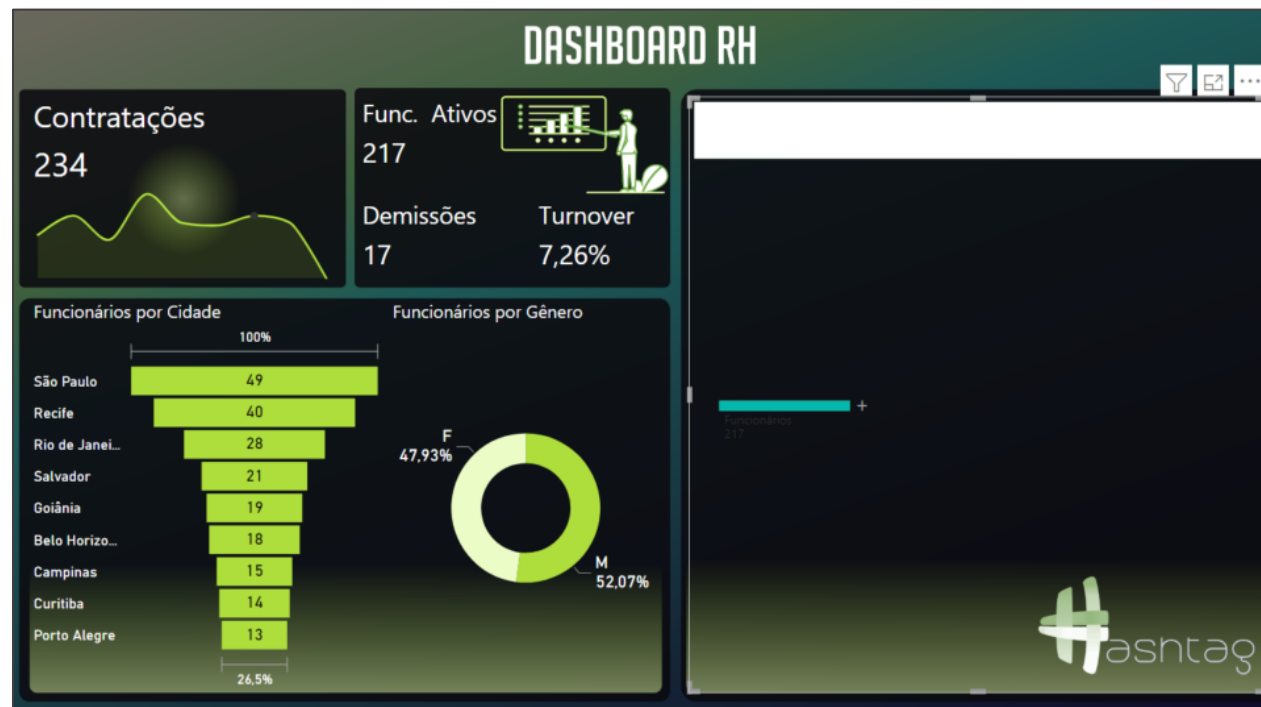 DASHBOARD RH
Contratações
234
Func. Ativos
217
Demissões
17
Turnover
7,26%
Funcionários por Cidade
100%
São Paulo 49
Recife 40
Rio de Janei... 28
Salvador 21
Goiânia 19
Belo Horizo... 18
Campinas 15
Curitiba 14
Porto Alegre 13
26,5%
Funcionários por Gênero
F
47,93%
M
52,07%
Funcionários
217
Hashtag